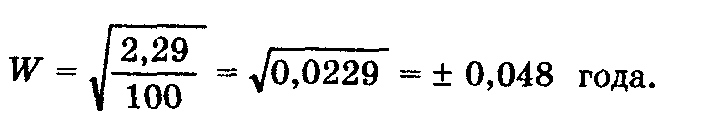 W = √(2,29/100) = √0,0229 = ± 0,048 года.